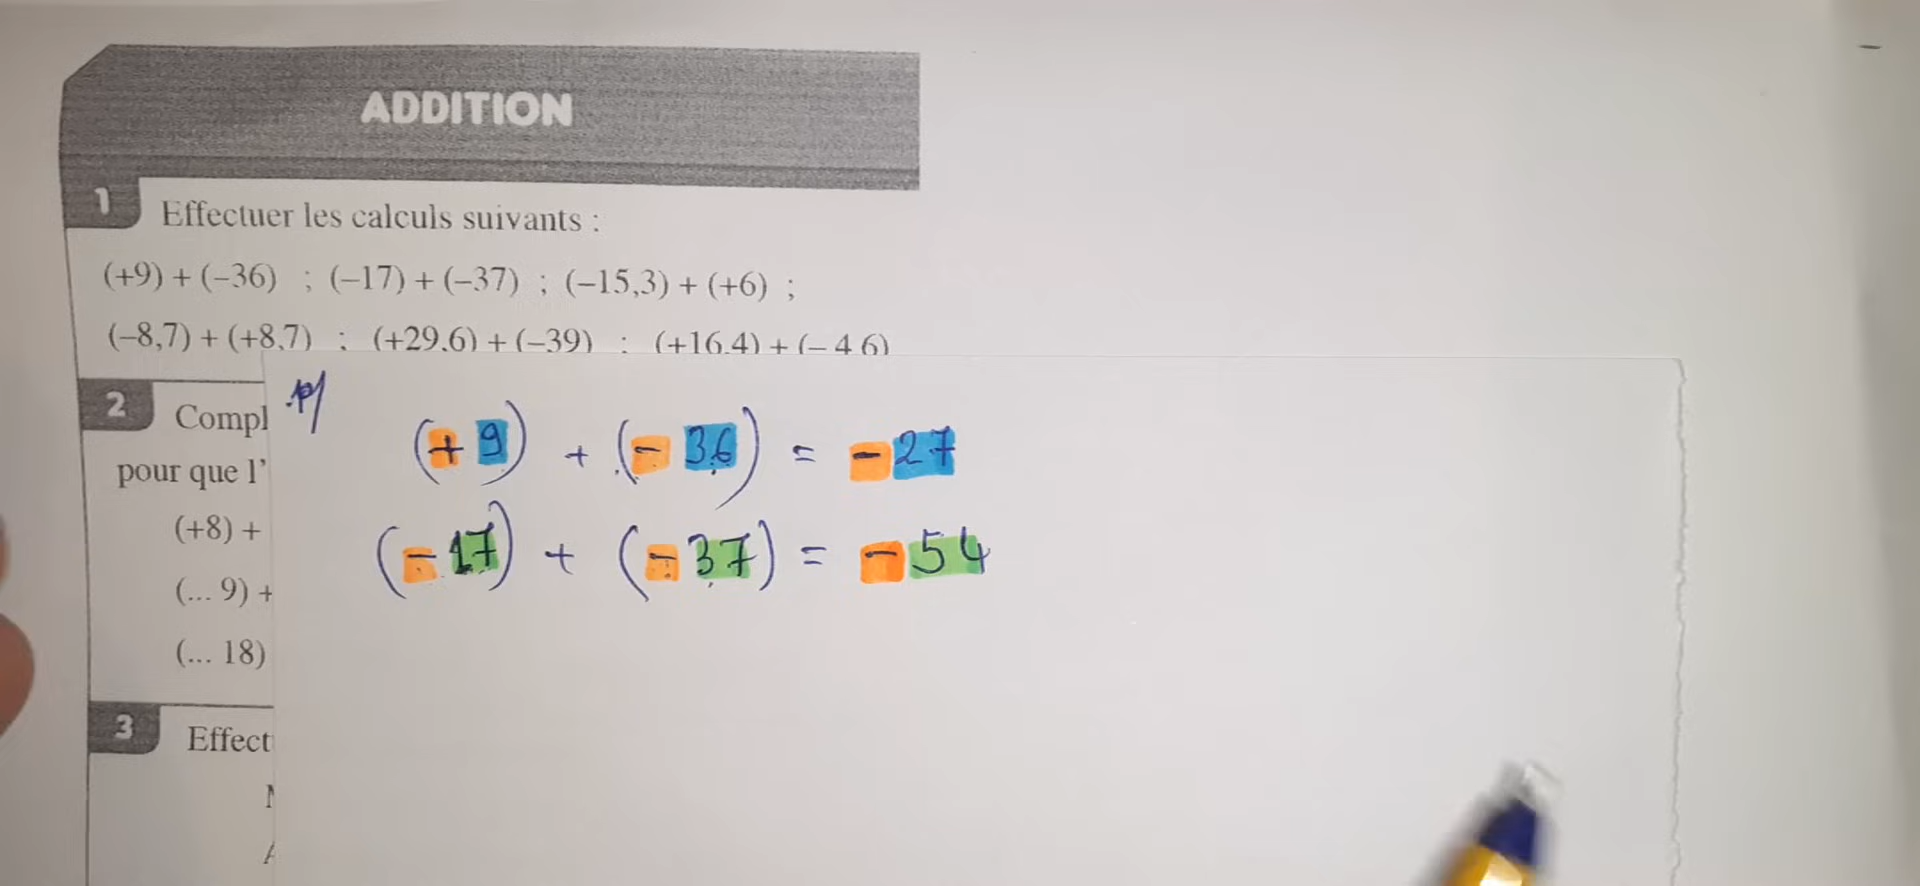 ADDITION
1 Effectuer les calculs suivants :
(+9) + (–36) ; (–17) + (–37) ; (–15,3) + (+6) ;
(–8,7) + (+8,7) ; (+29,6) + (–39) ; (+16,4) + (– 4,6)
2 Compl
pour que l’
(+8) +
(... 9) +
(... 18)
3 Effect
(+ 9) + (- 36) = -27
(- 17) + (- 37) = -54